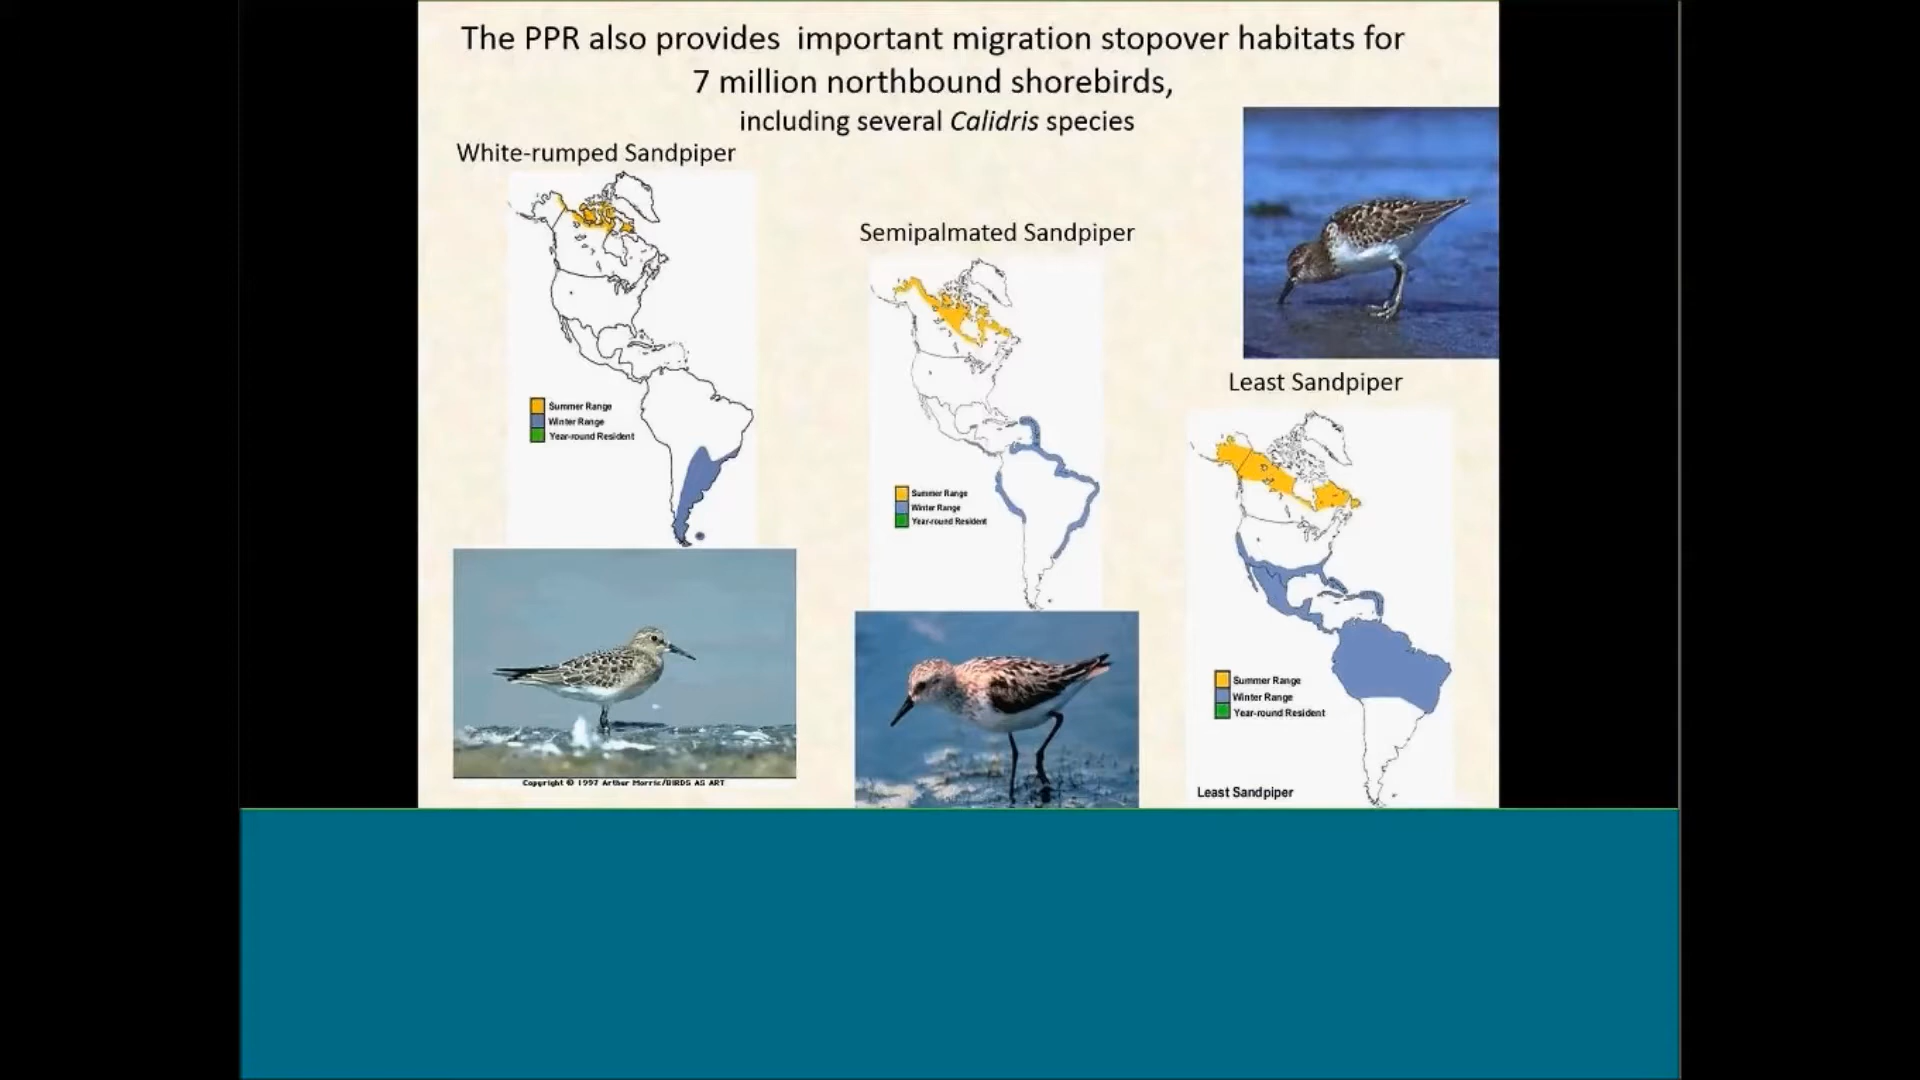 The PPR also provides important migration stopover habitats for
7 million northbound shorebirds,
including several Calidris species
White-rumped Sandpiper
Summer Range
Winter Range
Year-round Resident
Copyright © 1997 Arthur Morris/BIRDS AS ART
Semipalmated Sandpiper
Summer Range
Winter Range
Year-round Resident
Least Sandpiper
Summer Range
Winter Range
Year-round Resident
Least Sandpiper